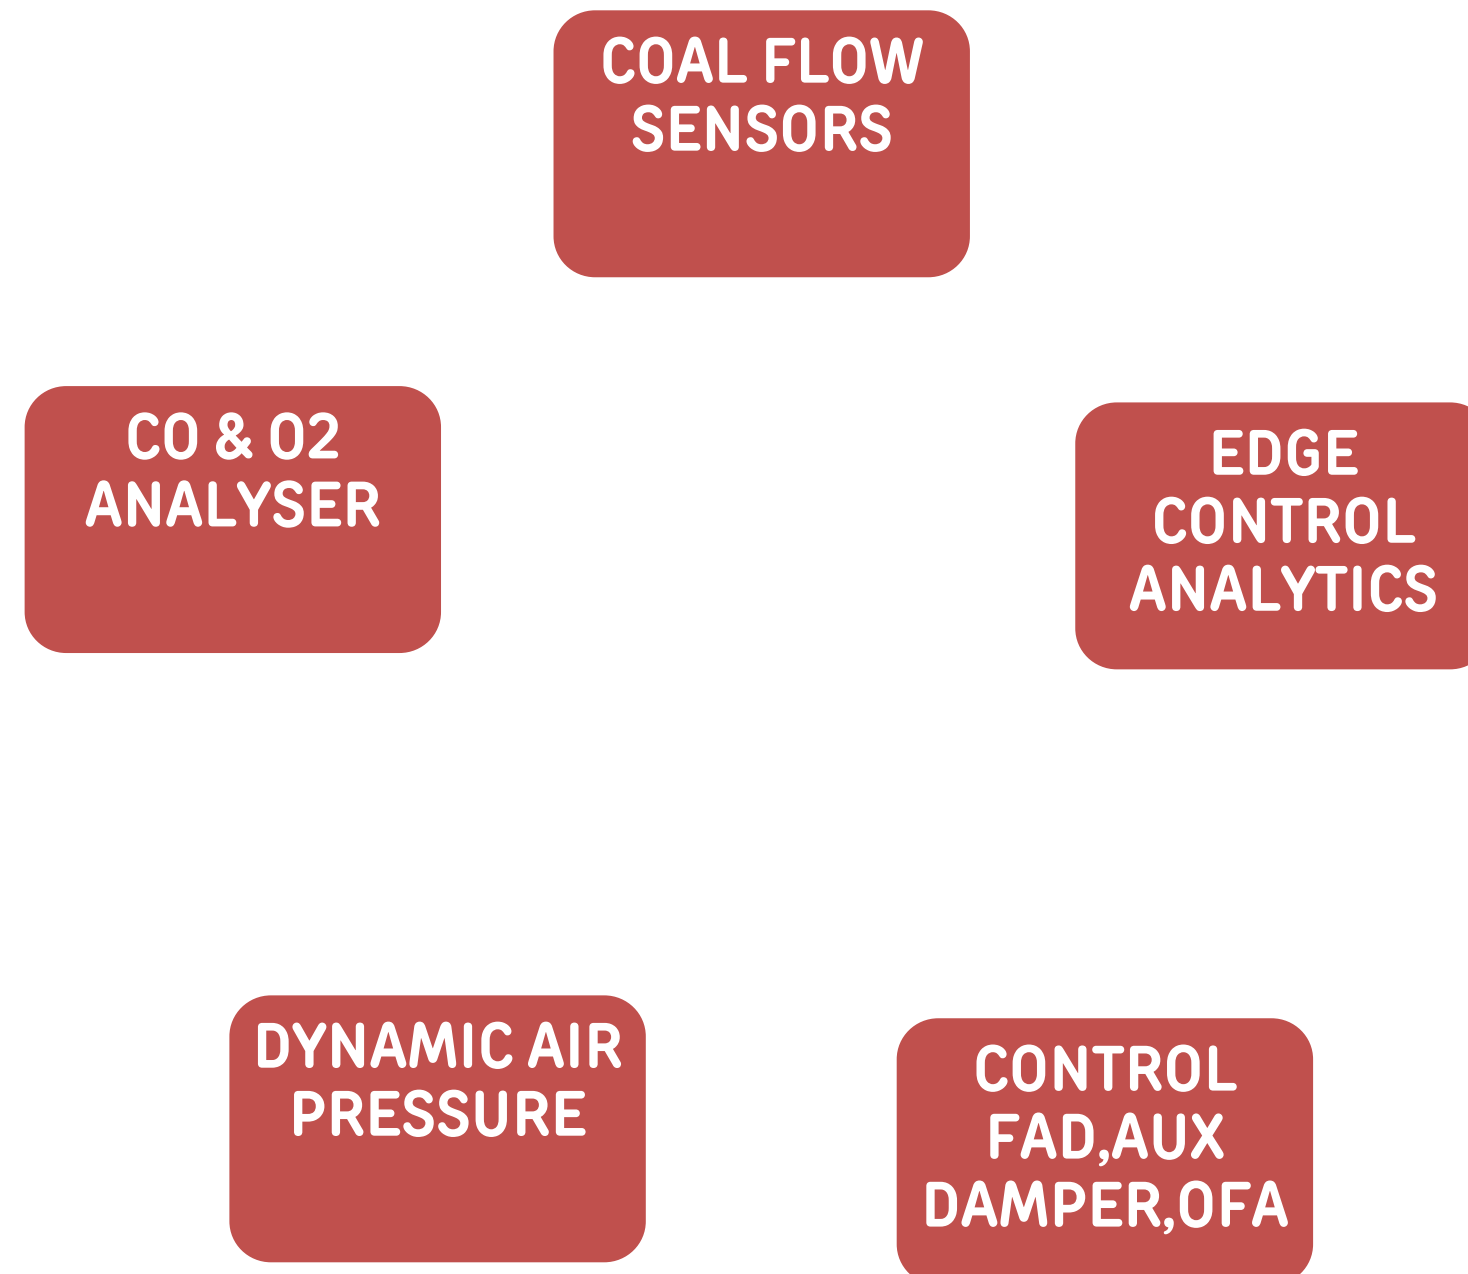 COAL FLOW
SENSORS
CO & O2
ANALYSER
EDGE
CONTROL
ANALYTICS
DYNAMIC AIR
PRESSURE
CONTROL
FAD,AUX
DAMPER,OFA